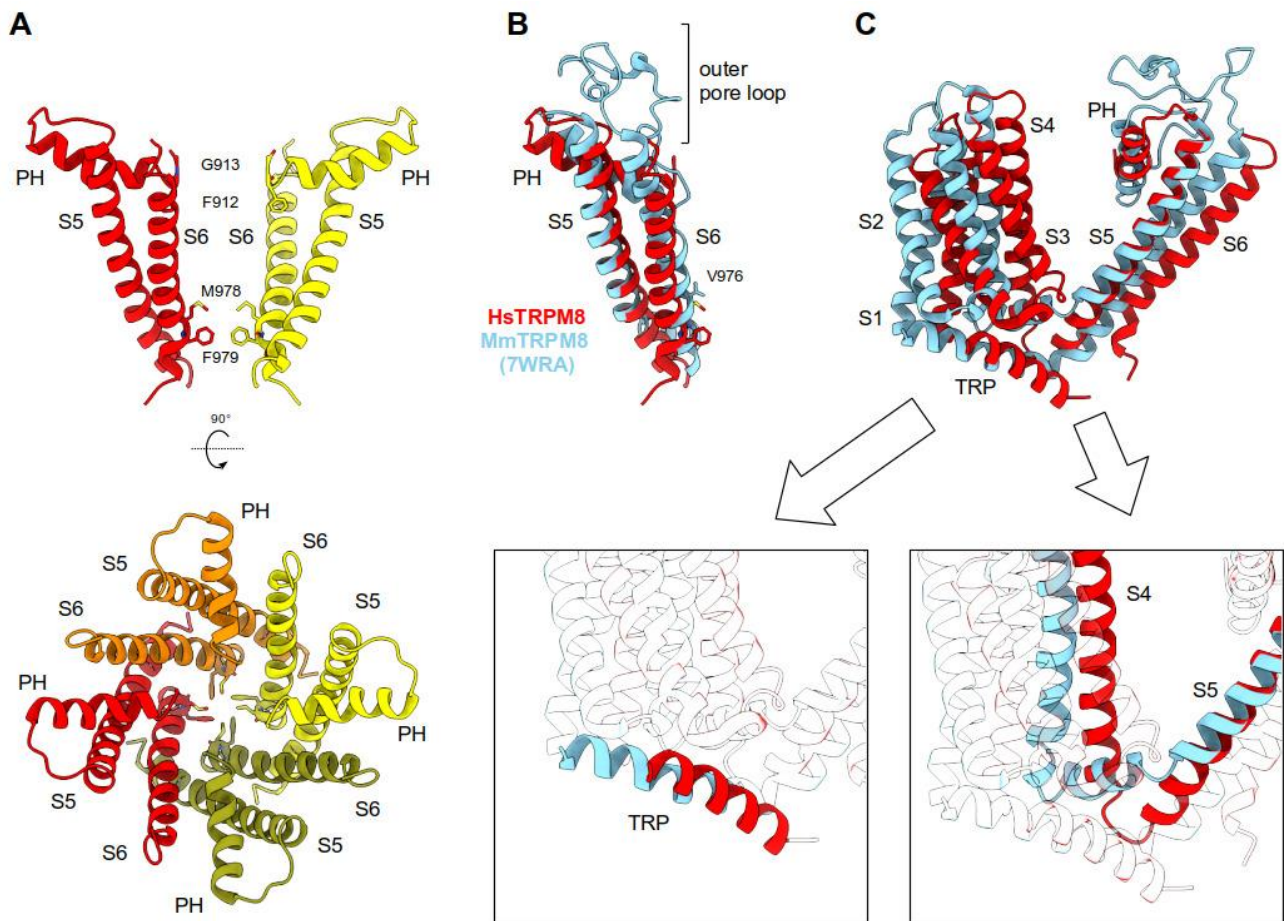 A
PH
S5
S6
G913
F912
S6
S5
PH
M978
F979
90°
PH
S5
S6
S6
S5
PH
PH
S5
S6
S6
S5
PH
B
outer
pore loop
PH
S5
S6
V976
HsTRPM8
MmTRPM8
(7WRA)
C
S4
PH
S2
S3
S5
S6
S1
TRP
TRP
S4
S5